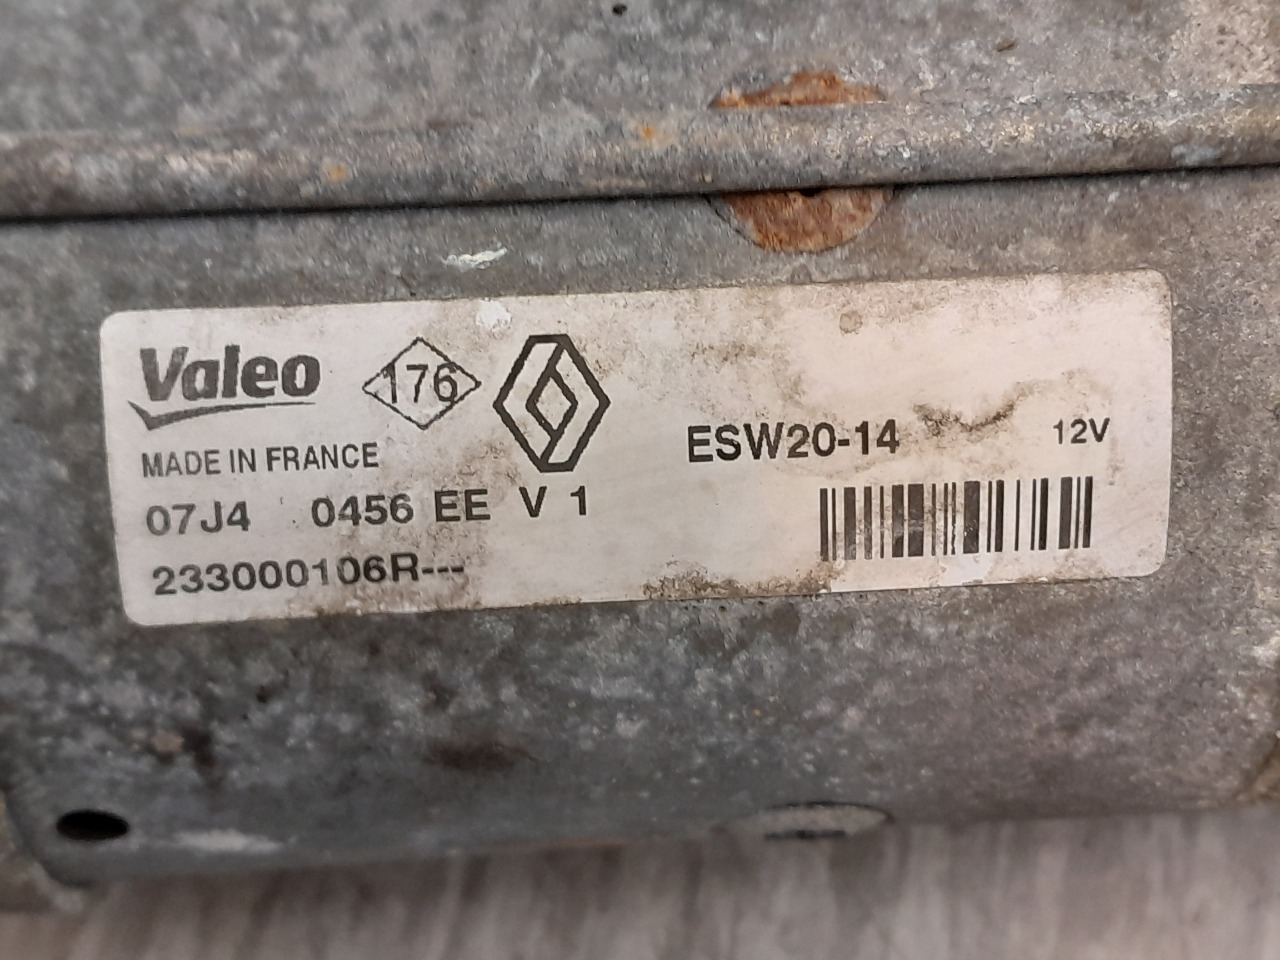 Valeo
176
MADE IN FRANCE
ESW20-14
12V
07J4 0456 EE V 1
233000106R---